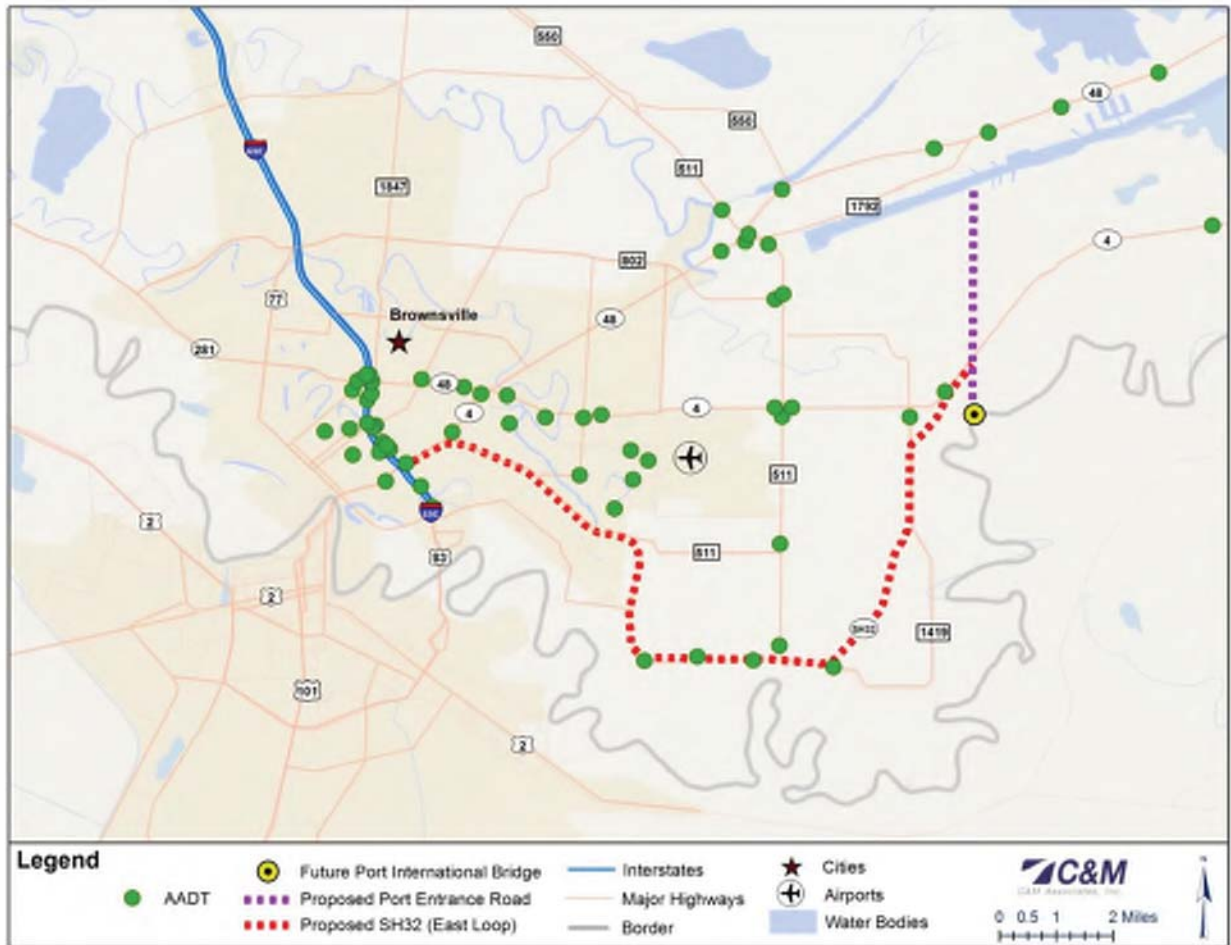 550
550
48
511
1847
1792
4
802
77
Brownsville
48
281
48
4
4
511
2
83
511
2
SH32
1419
101
2
Legend
AADT
Future Port International Bridge
Proposed Port Entrance Road
Proposed SH32 (East Loop)
Interstates
Major Highways
Border
Cities
Airports
Water Bodies
C&M
C&M Associates, Inc.
0 0.5 1 2 Miles
N